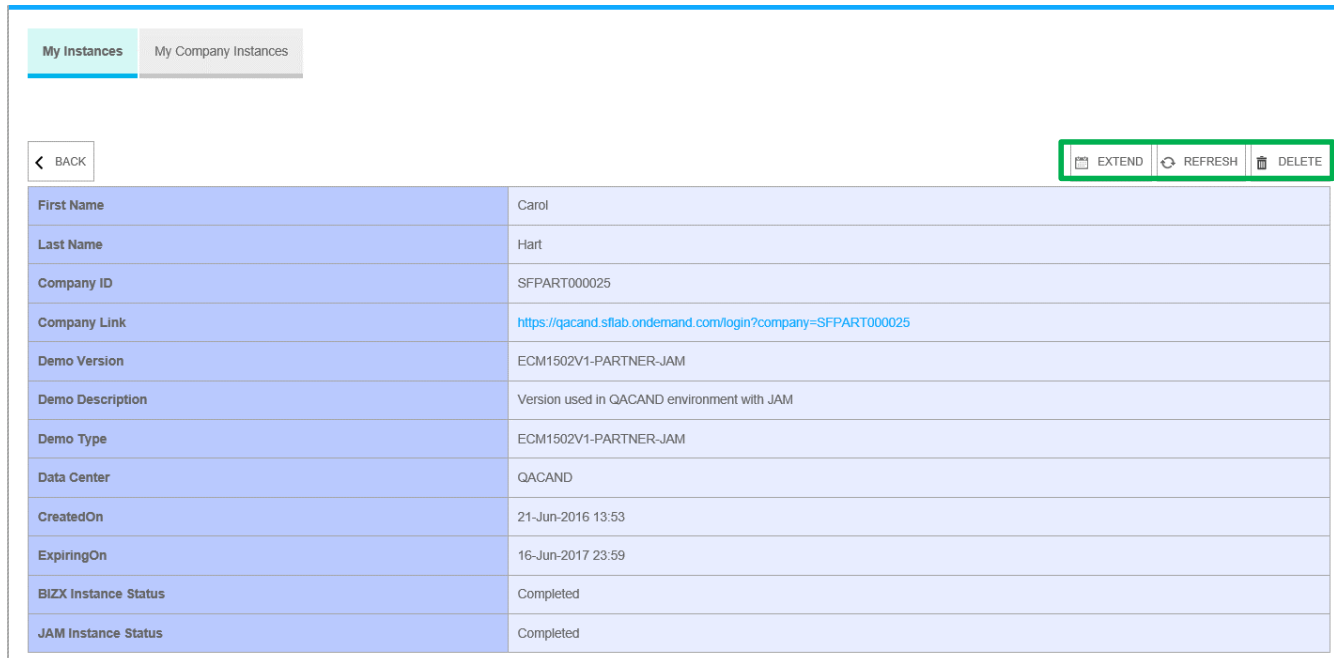 My Instances My Company Instances
BACK EXTEND REFRESH DELETE
First Name Carol
Last Name Hart
Company ID SFPART000025
Company Link https://qacand.sflab.ondemand.com/login?company=SFPART000025
Demo Version ECM1502V1-PARTNER-JAM
Demo Description Version used in QACAND environment with JAM
Demo Type ECM1502V1-PARTNER-JAM
Data Center QACAND
CreatedOn 21-Jun-2016 13:53
ExpiringOn 16-Jun-2017 23:59
BIZX Instance Status Completed
JAM Instance Status Completed